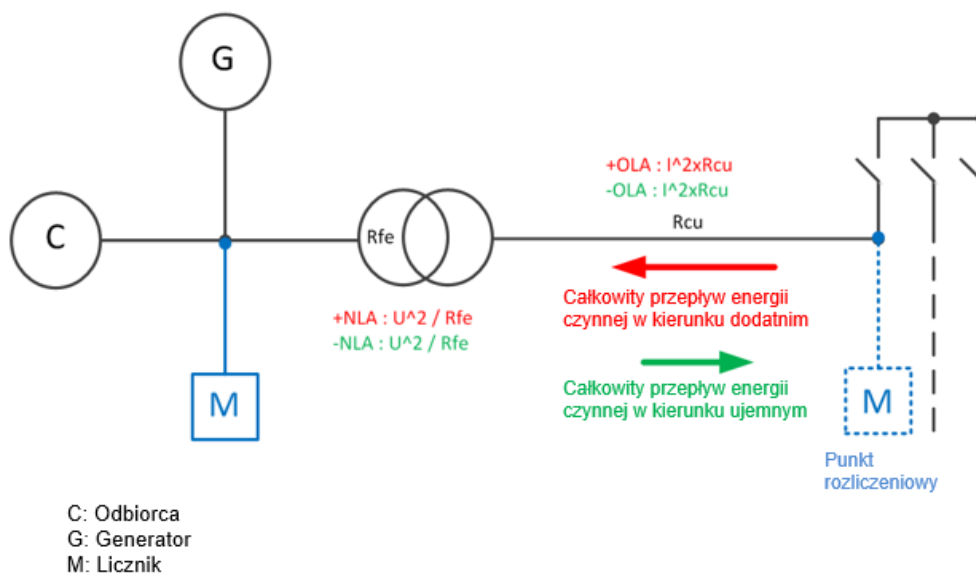 G
C
Rfe
+OLA : I^2xRcu
-OLA : I^2xRcu
Rcu
+NLA : U^2 / Rfe
-NLA : U^2 / Rfe
Całkowity przepływ energii
czynnej w kierunku dodatnim
Całkowity przepływ energii
czynnej w kierunku ujemnym
M
M
Punkt
rozliczeniowy
C: Odbiorca
G: Generator
M: Licznik